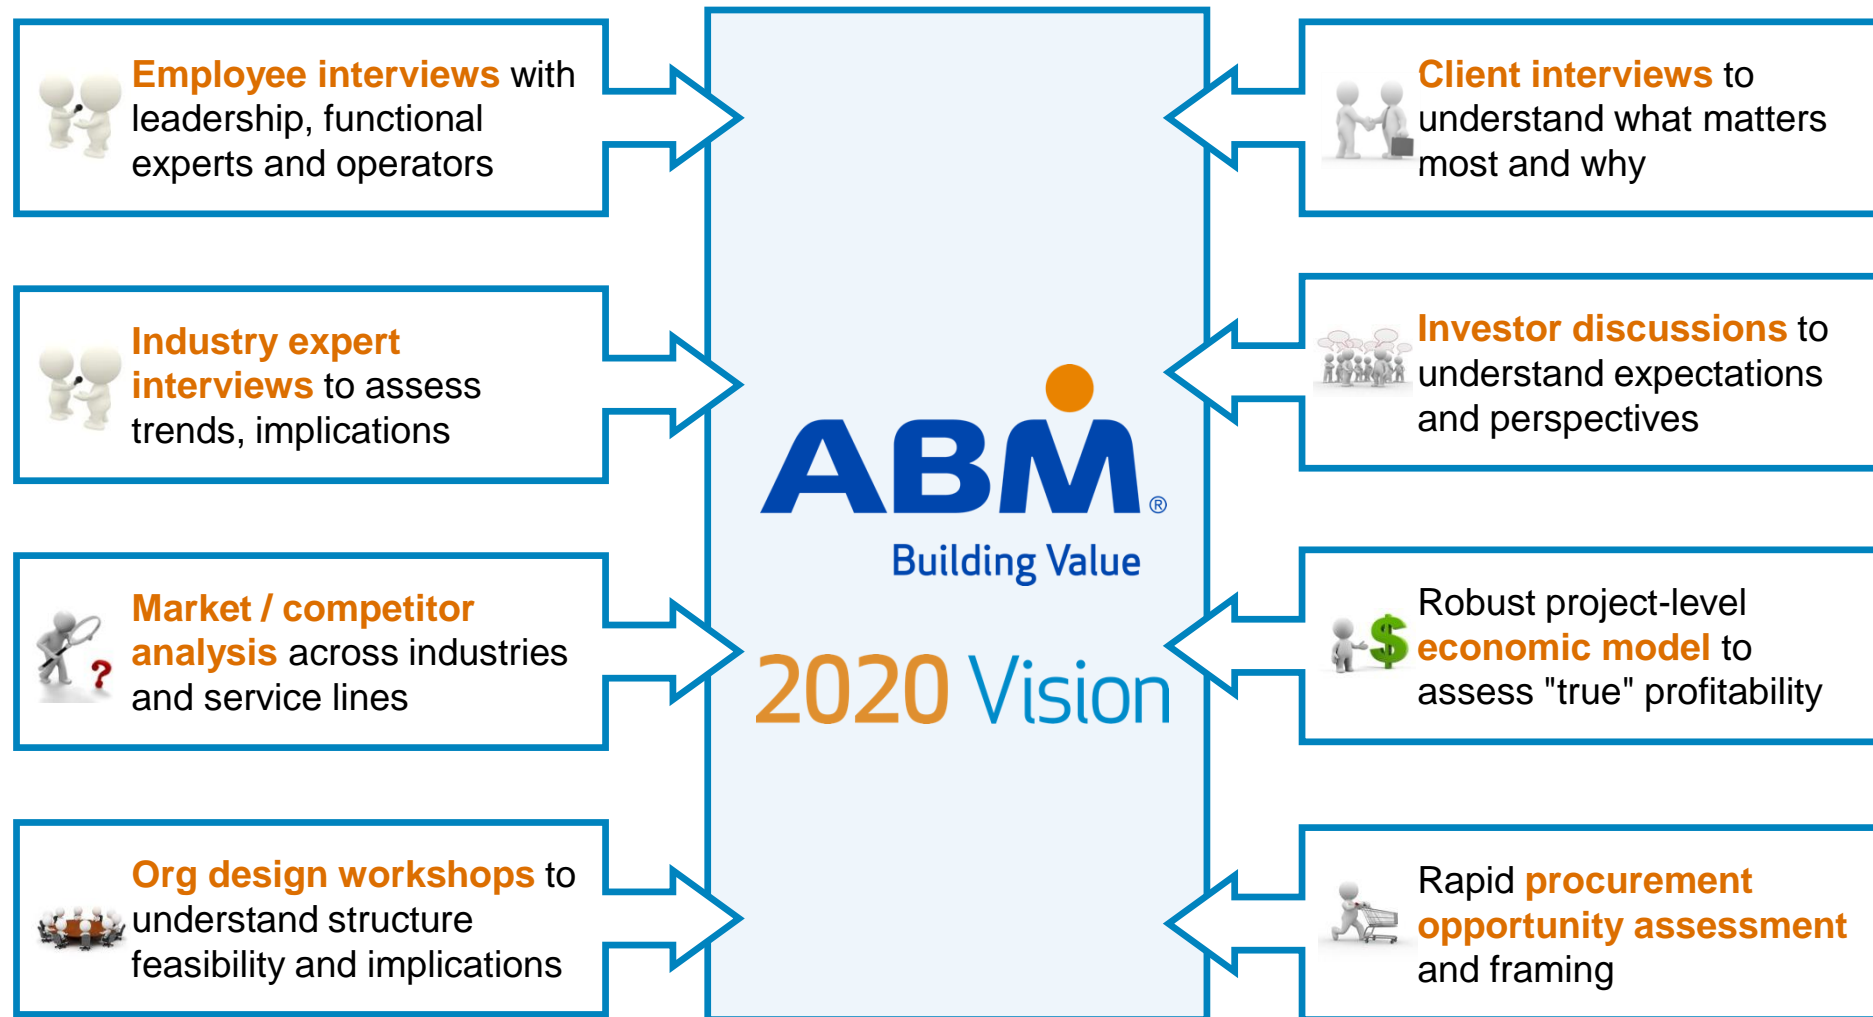 Employee interviews with
leadership, functional
experts and operators
Industry expert
interviews to assess
trends, implications
Market / competitor
analysis across industries
and service lines
Org design workshops to
understand structure
feasibility and implications
ABM®
Building Value
2020 Vision
Client interviews to
understand what matters
most and why
Investor discussions to
understand expectations
and perspectives
Robust project-level
economic model to
assess "true" profitability
Rapid procurement
opportunity assessment
and framing